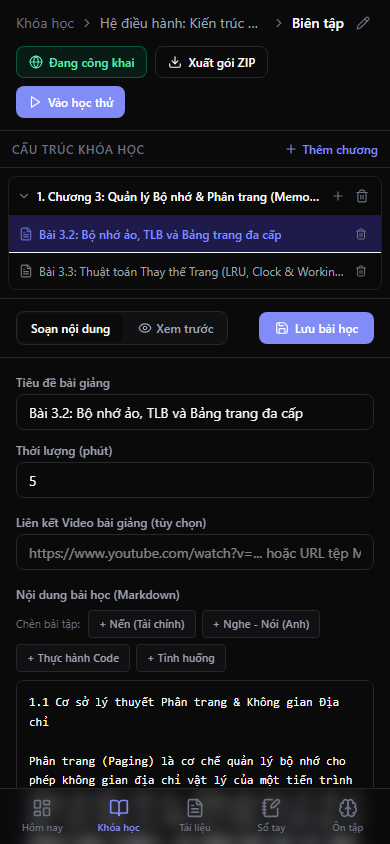 Khóa học > Hệ điều hành: Kiến trúc ... > Biên tập
Đang công khai
Xuất gói ZIP
Vào học thử
CẤU TRÚC KHÓA HỌC
+ Thêm chương
1. Chương 3: Quản lý Bộ nhớ & Phân trang (Memo...
Bài 3.2: Bộ nhớ ảo, TLB và Bảng trang đa cấp
Bài 3.3: Thuật toán Thay thế Trang (LRU, Clock & Workin...
Soạn nội dung
Xem trước
Lưu bài học
Tiêu đề bài giảng
Bài 3.2: Bộ nhớ ảo, TLB và Bảng trang đa cấp
Thời lượng (phút)
5
Liên kết Video bài giảng (tùy chọn)
https://www.youtube.com/watch?v=... hoặc URL tệp M
Nội dung bài học (Markdown)
Chèn bài tập:
+ Nến (Tài chính)
+ Nghe - Nói (Anh)
+ Thực hành Code
+ Tình huống
1.1 Cơ sở lý thuyết Phân trang & Không gian Địa
chỉ
Phân trang (Paging) là cơ chế quản lý bộ nhớ cho
phép không gian địa chỉ vật lý của một tiến trình
Hôm nay
Khóa học
Tài liệu
Sổ tay
Ôn tập